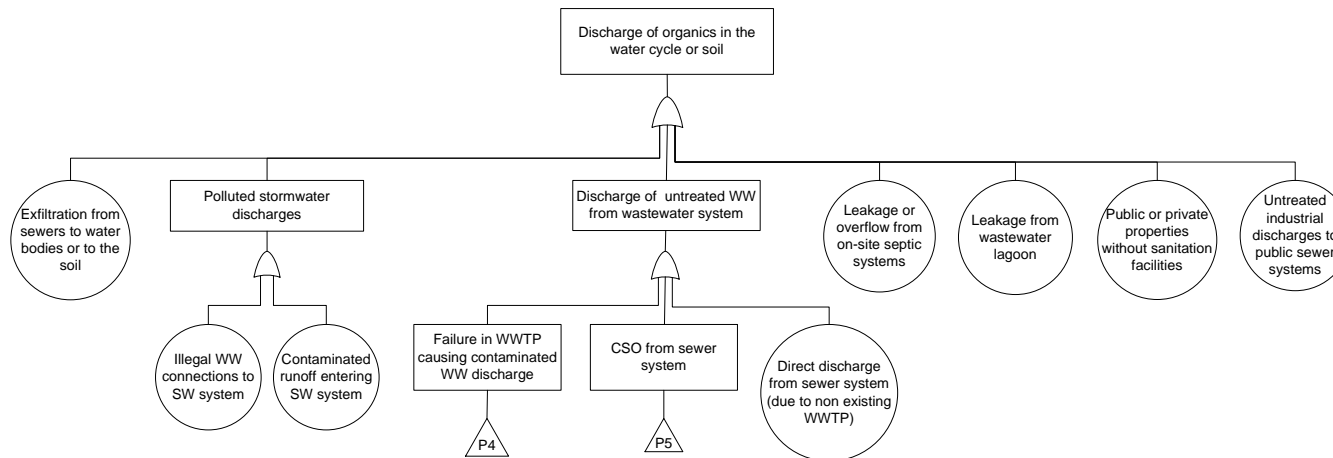 Discharge of organics in the
water cycle or soil
Exfiltration from
sewers to water
bodies or to the
soil
Polluted stormwater
discharges
Discharge of untreated WW
from wastewater system
Leakage or
overflow from
on-site septic
systems
Leakage from
wastewater
lagoon
Public or private
properties
without sanitation
facilities
Untreated
industrial
discharges to
public sewer
systems
Illegal WW
connections to
SW system
Contaminated
runoff entering
SW system
Failure in WWTP
causing contaminated
WW discharge
CSO from sewer
system
Direct discharge
from sewer system
(due to non existing
WWTP)
P4
P5